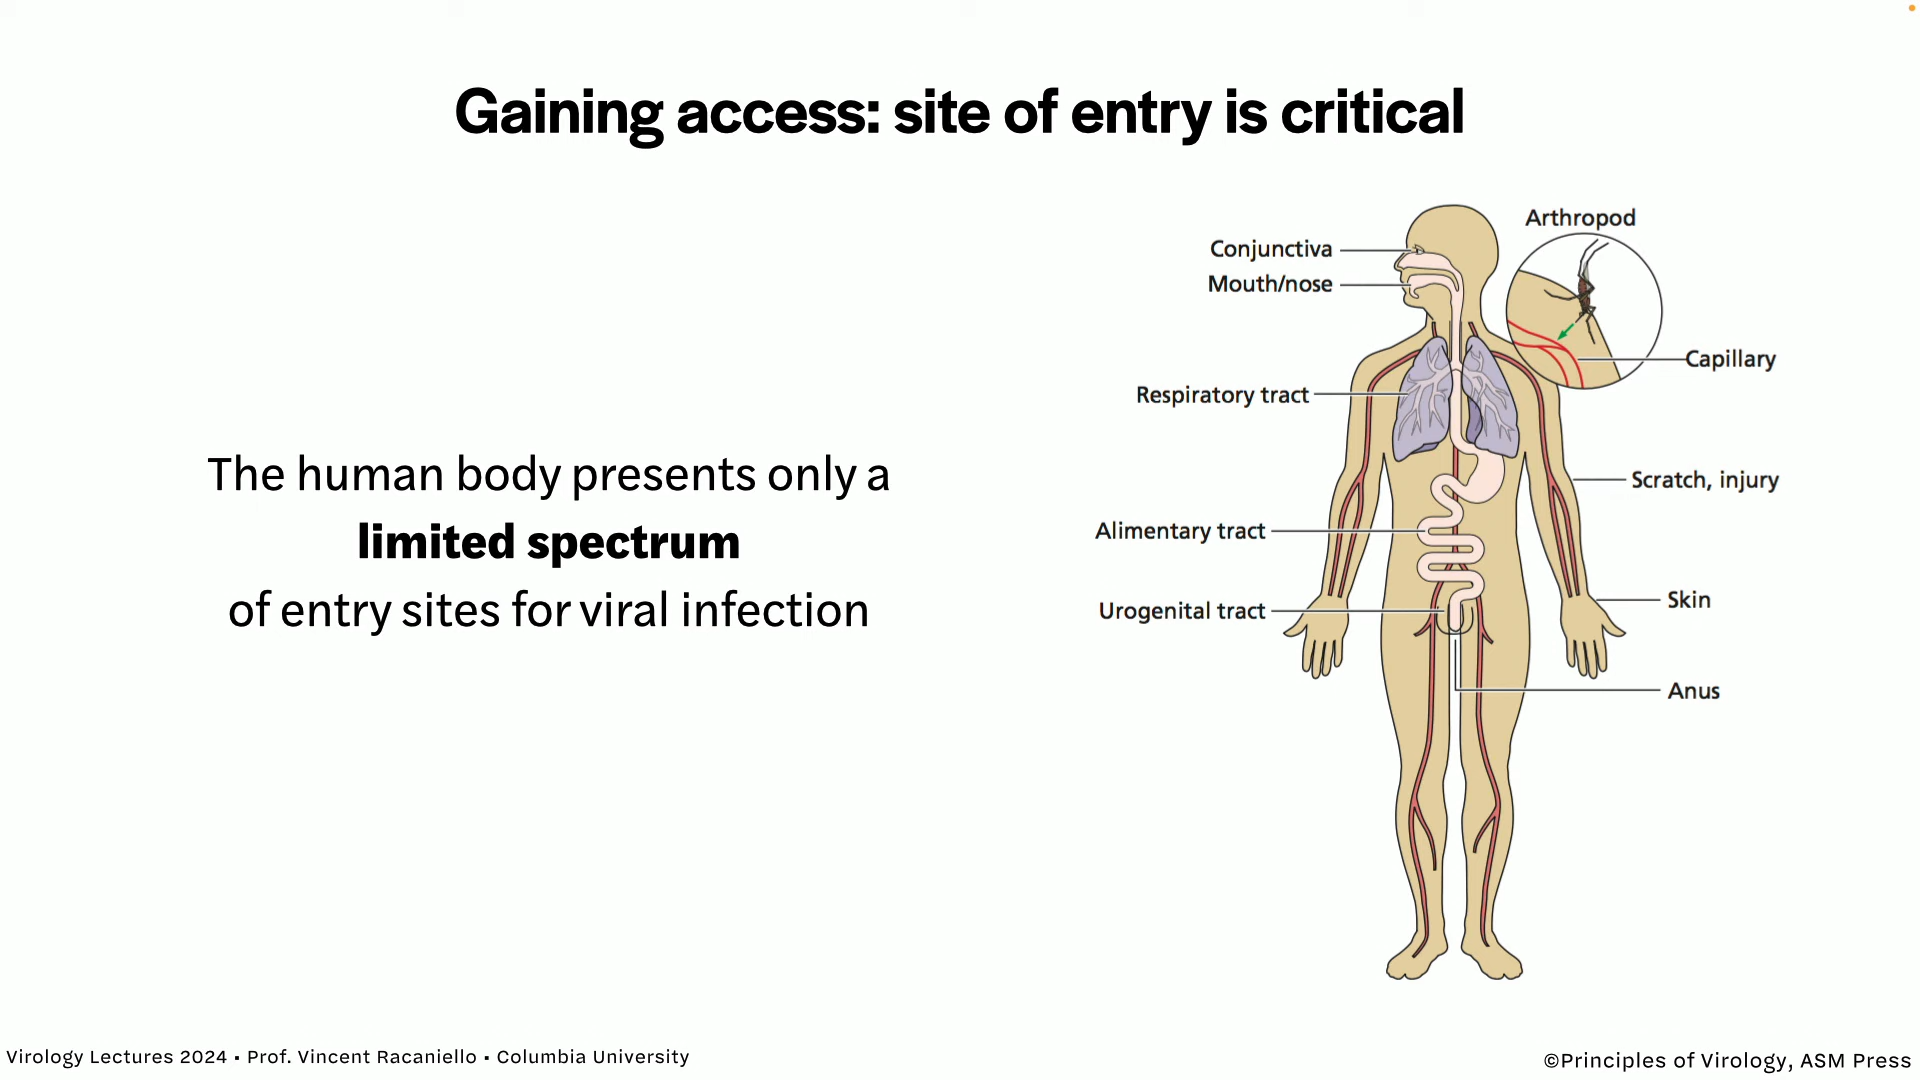 Gaining access: site of entry is critical
The human body presents only a
limited spectrum
of entry sites for viral infection
Arthropod
Conjunctiva
Mouth/nose
Capillary
Respiratory tract
Scratch, injury
Alimentary tract
Skin
Urogenital tract
Anus
Virology Lectures 2024 • Prof. Vincent Racaniello • Columbia University
©Principles of Virology, ASM Press